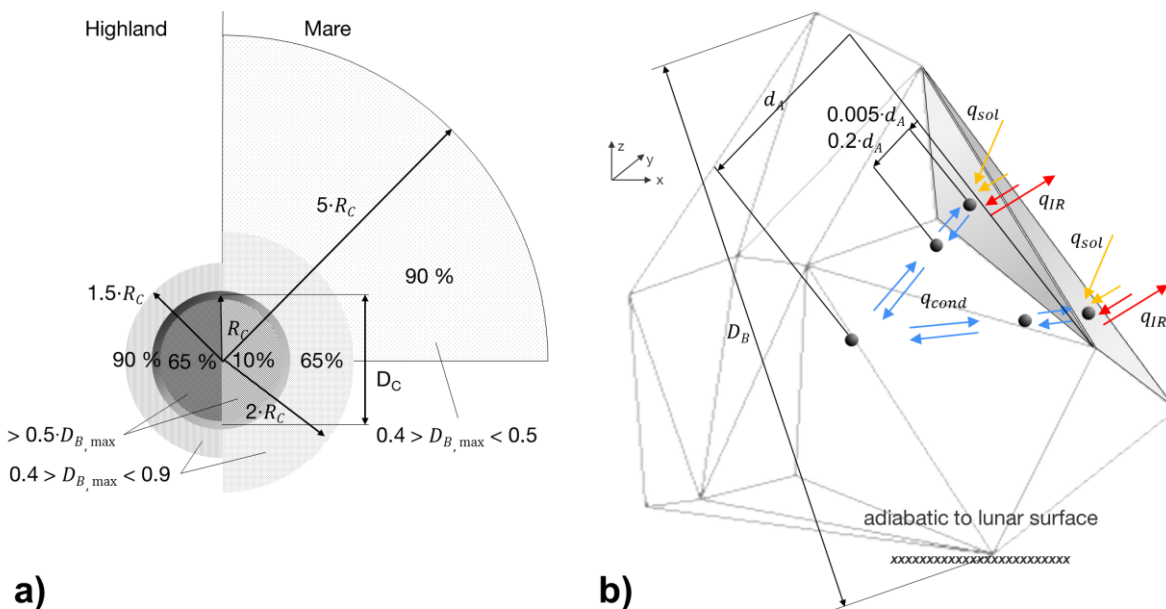 Highland
Mare
5·R_C
90 %
1.5·R_C
R_C
90 %
65 %
10%
65%
D_C
2·R_C
> 0.5·D_B,max
0.4 > D_B,max < 0.5
0.4 > D_B,max < 0.9
a)
d_A
0.005·d_A
0.2·d_A
q_sol
z
y
x
q_IR
q_sol
q_cond
q_IR
D_B
adiabatic to lunar surface
xxxxxxxxxxxxxxxxxxxxxxxxx
b)